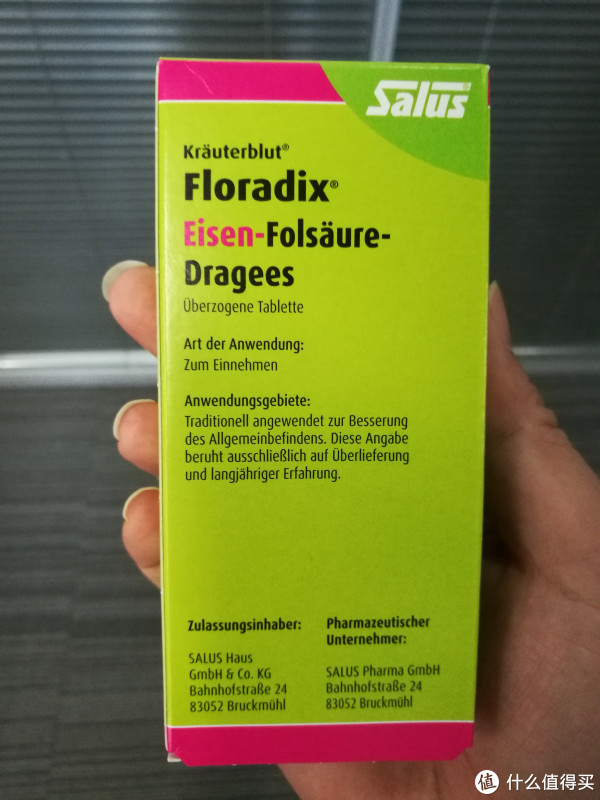 Salus®
Kräuterblut®
Floradix®
Eisen-Folsäure-
Dragees
Überzogene Tablette
Art der Anwendung:
Zum Einnehmen
Anwendungsgebiete:
Traditionell angewendet zur Besserung
des Allgemeinbefindens. Diese Angabe
beruht ausschließlich auf Überlieferung
und langjähriger Erfahrung.
Zulassungsinhaber:
SALUS Haus
GmbH & Co. KG
Bahnhofstraße 24
83052 Bruckmühl
Pharmazeutischer
Unternehmer:
SALUS Pharma GmbH
Bahnhofstraße 24
83052 Bruckmühl
值 什么值得买